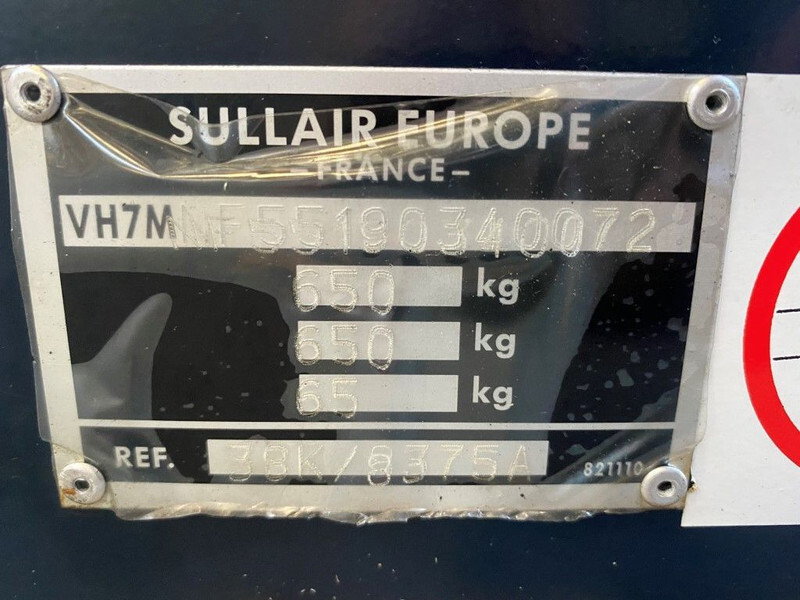 SULLAIR EUROPE
–FRANCE–
VH7MNF55190340072
650 kg
650 kg
65 kg
REF. 38K/8375A 821110